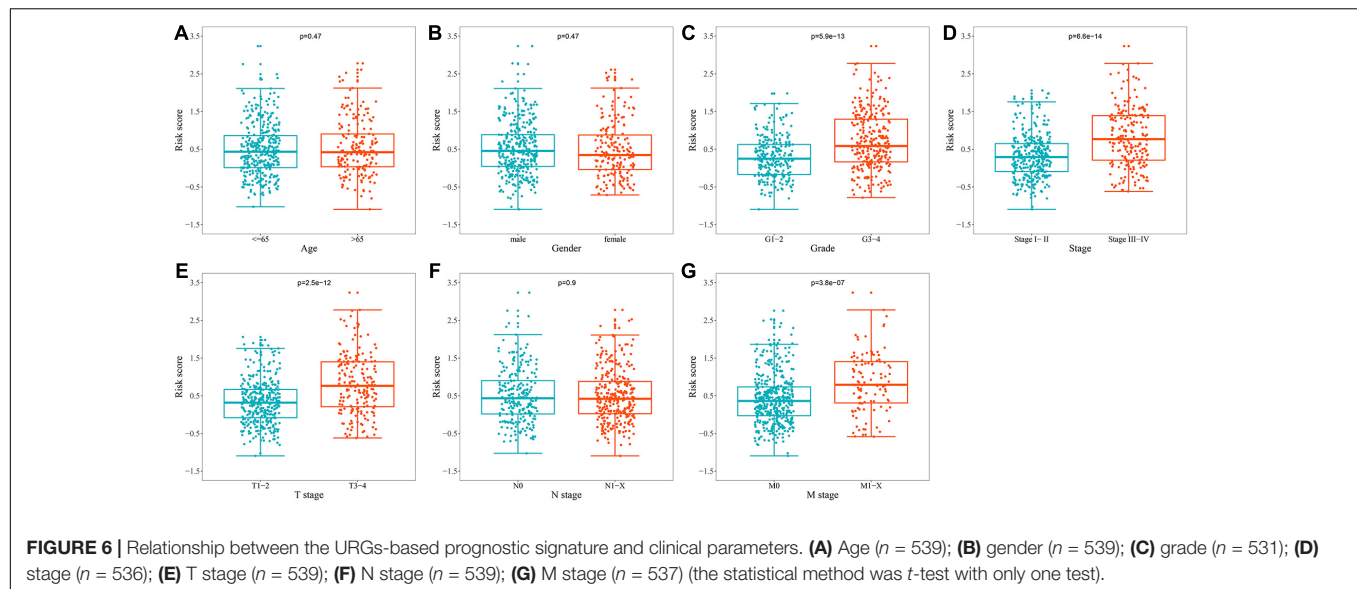 A
p=0.47
3.5
2.5
1.5
0.5
−0.5
−1.5
Risk score
<=65
>65
Age
B
p=0.47
3.5
2.5
1.5
0.5
−0.5
−1.5
Risk score
male
female
Gender
C
p=5.9e−13
3.5
2.5
1.5
0.5
−0.5
−1.5
Risk score
G1−2
G3−4
Grade
D
p=6.6e−14
3.5
2.5
1.5
0.5
−0.5
−1.5
Risk score
Stage I− II
Stage III−IV
Stage
E
p=2.5e−12
3.5
2.5
1.5
0.5
−0.5
−1.5
Risk score
T1−2
T3−4
T stage
F
p=0.9
3.5
2.5
1.5
0.5
−0.5
−1.5
Risk score
N0
N1−X
N stage
G
p=3.8e−07
3.5
2.5
1.5
0.5
−0.5
−1.5
Risk score
M0
M1−X
M stage
FIGURE 6 | Relationship between the URGs-based prognostic signature and clinical parameters. (A) Age (n = 539); (B) gender (n = 539); (C) grade (n = 531); (D)
stage (n = 536); (E) T stage (n = 539); (F) N stage (n = 539); (G) M stage (n = 537) (the statistical method was t-test with only one test).